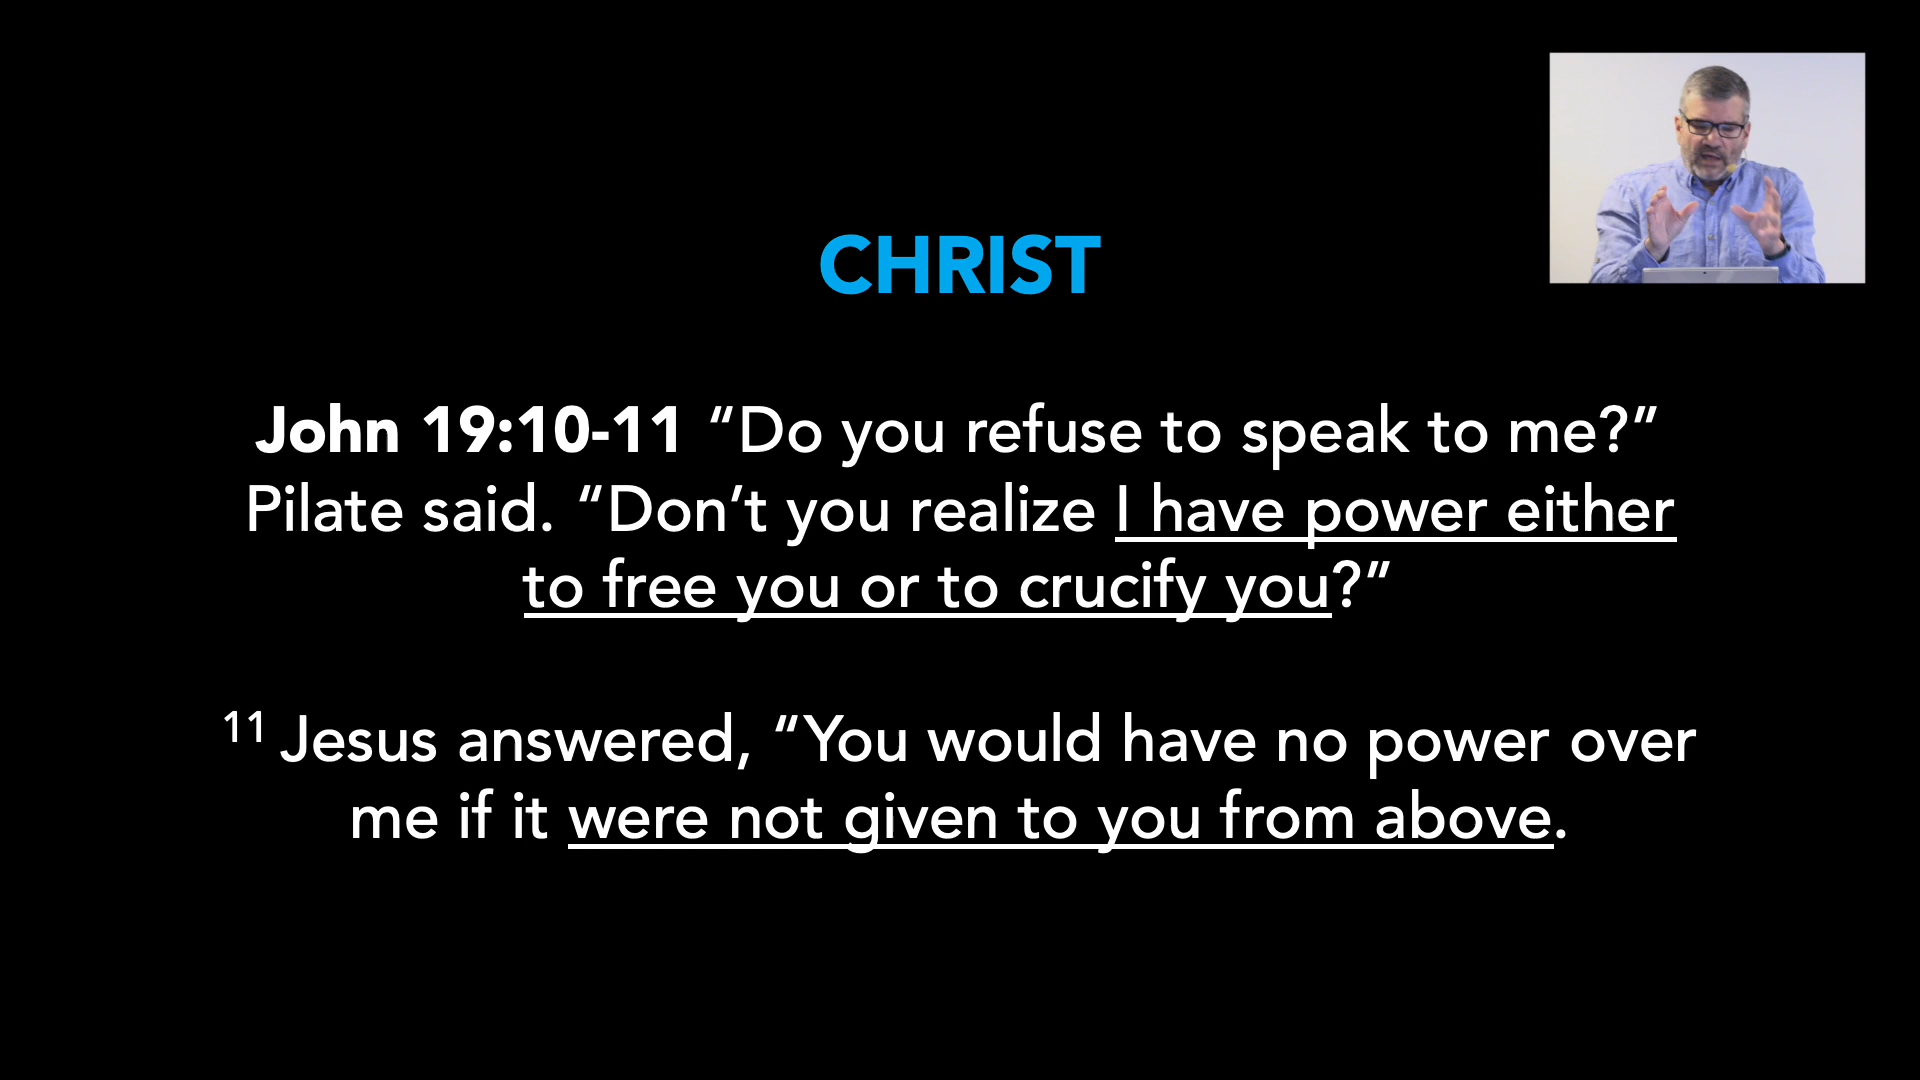 CHRIST
John 19:10-11 “Do you refuse to speak to me?”
Pilate said. “Don’t you realize I have power either
to free you or to crucify you?”
11 Jesus answered, “You would have no power over
me if it were not given to you from above.